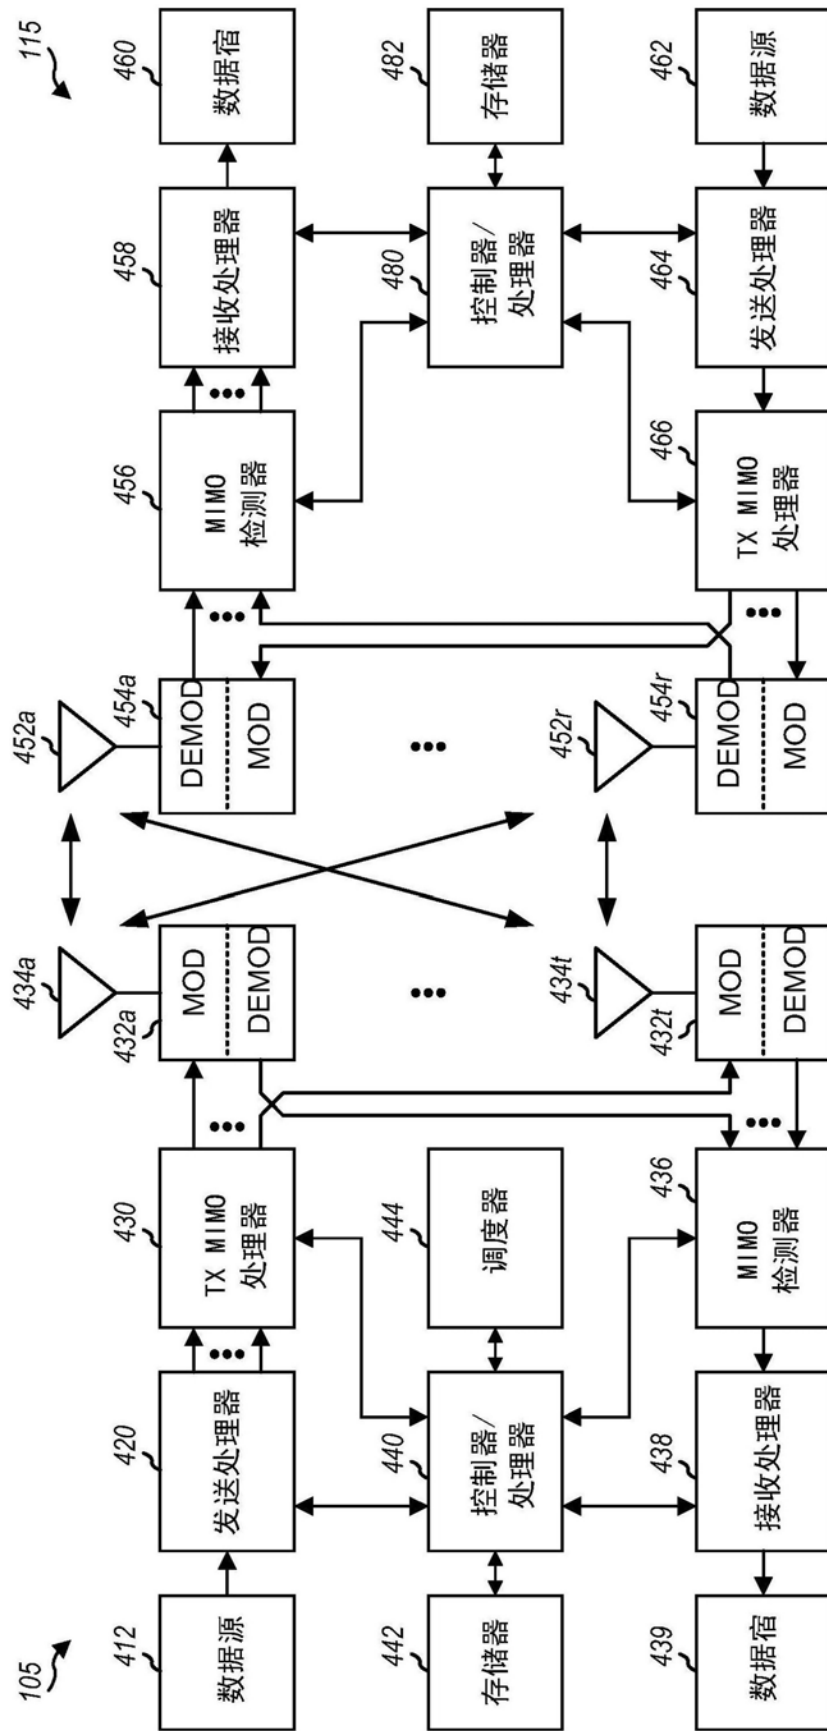 105
412
数据源
420
发送处理器
430
TX MIMO
处理器
432a
MOD
DEMOD
434a
442
存储器
440
控制器/
处理器
444
调度器
439
数据宿
438
接收处理器
436
MIMO
检测器
432t
MOD
DEMOD
434t
115
452a
454a
DEMOD
MOD
456
MIMO
检测器
458
接收处理器
460
数据宿
480
控制器/
处理器
482
存储器
452r
454r
DEMOD
MOD
466
TX MIMO
处理器
464
发送处理器
462
数据源